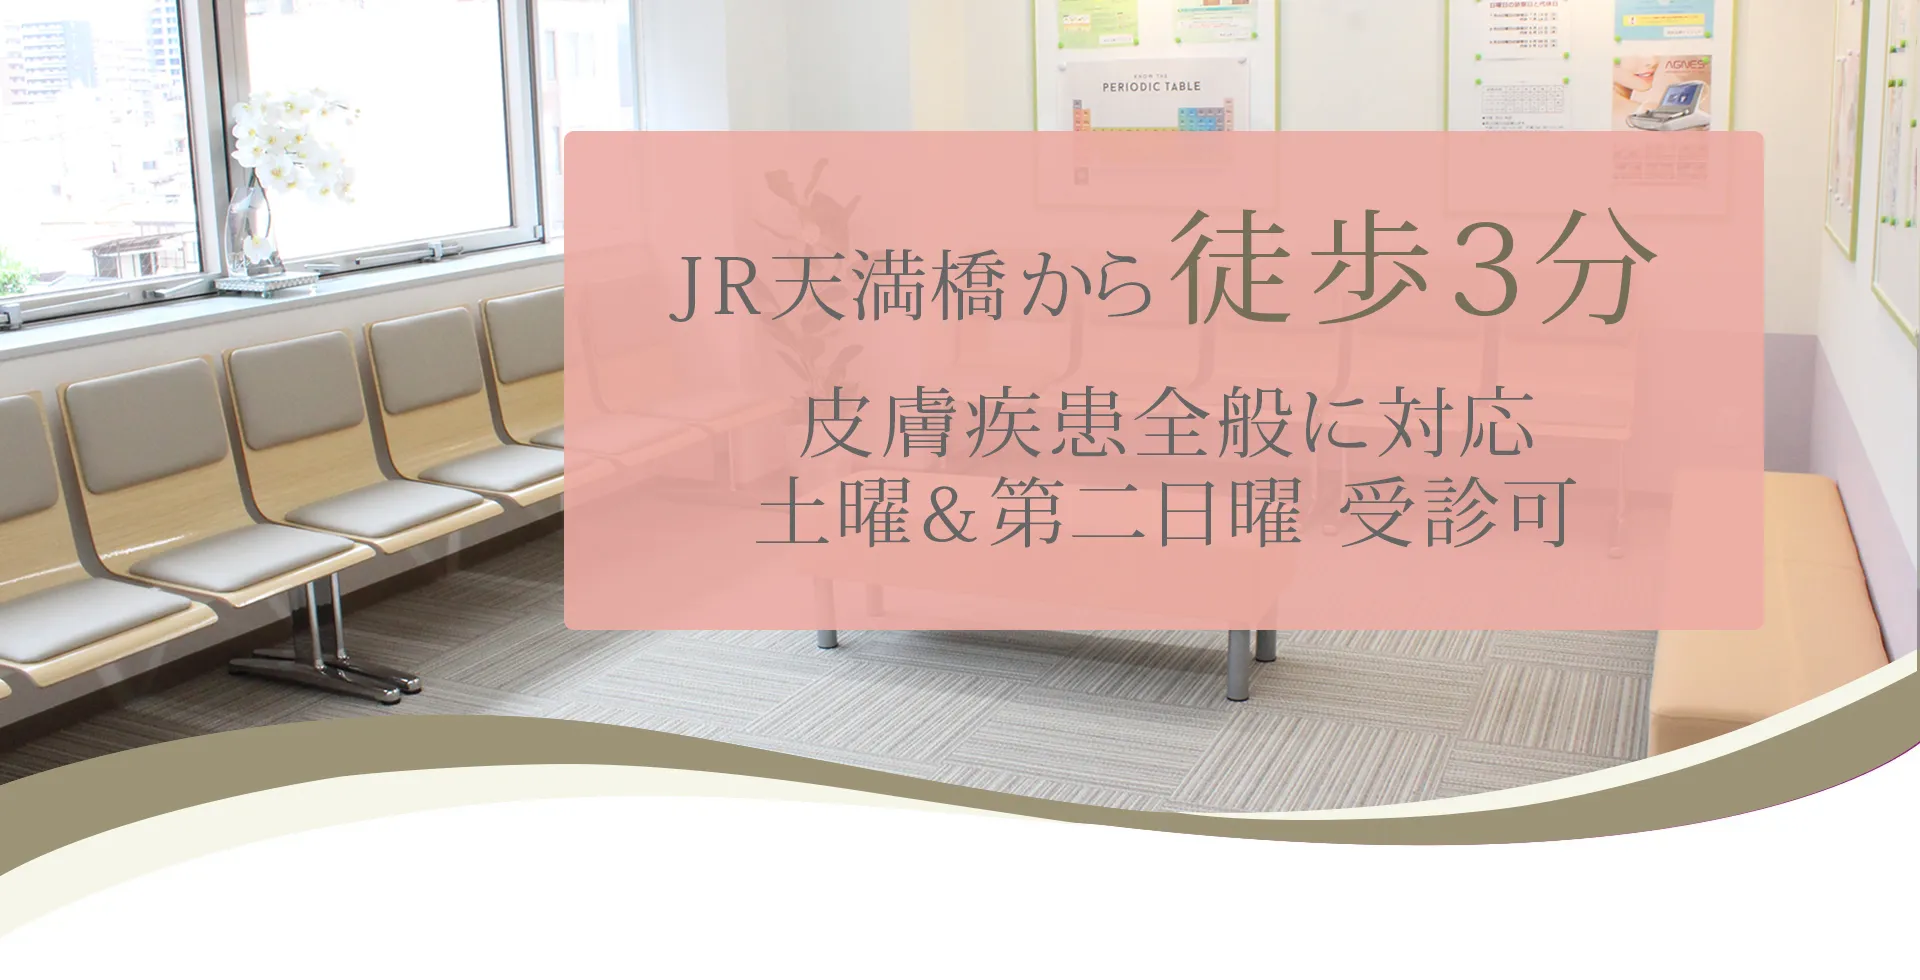 KNOW THE
PERIODIC TABLE
AGNES
JR天満橋から徒歩3分
皮膚疾患全般に対応
土曜&第二日曜 受診可